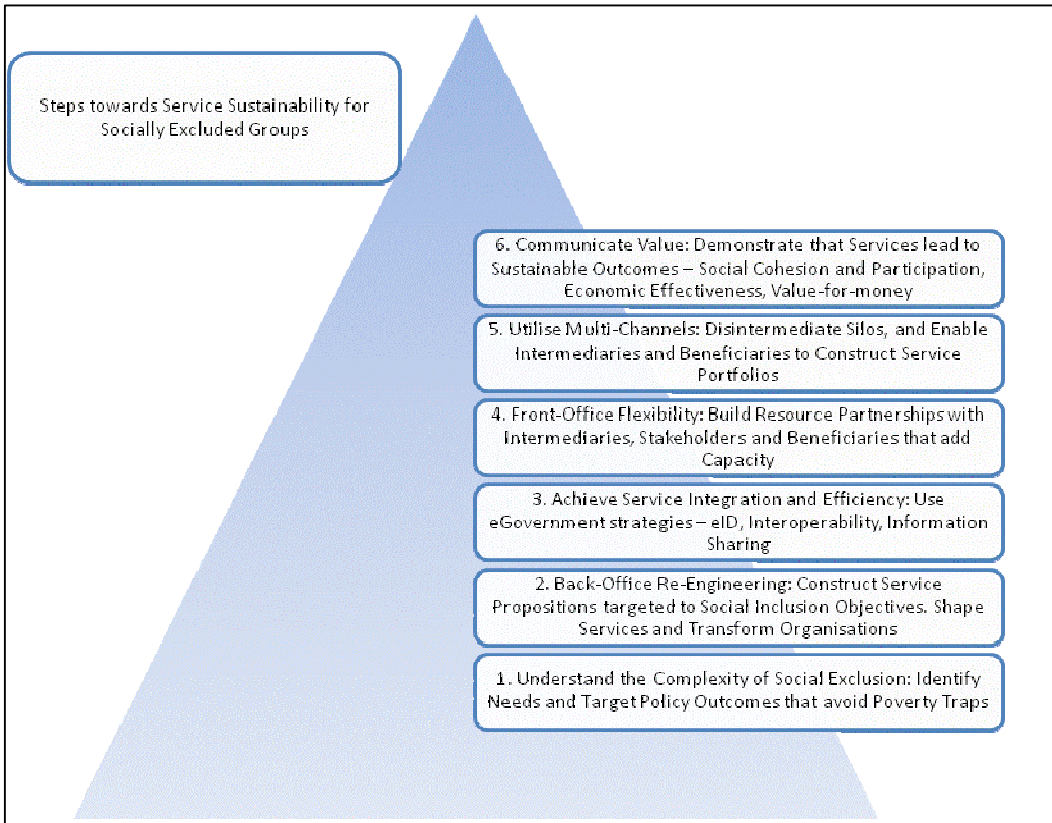 Steps towards Service Sustainability for
Socially Excluded Groups
6. Communicate Value: Demonstrate that Services lead to
Sustainable Outcomes – Social Cohesion and Participation,
Economic Effectiveness, Value-for-money
5. Utilise Multi-Channels: Disintermediate Silos, and Enable
Intermediaries and Beneficiaries to Construct Service
Portfolios
4. Front-Office Flexibility: Build Resource Partnerships with
Intermediaries, Stakeholders and Beneficiaries that add
Capacity
3. Achieve Service Integration and Efficiency: Use
eGovernment strategies – eID, Interoperability, Information
Sharing
2. Back-Office Re-Engineering: Construct Service
Propositions targeted to Social Inclusion Objectives. Shape
Services and Transform Organisations
1. Understand the Complexity of Social Exclusion: Identify
Needs and Target Policy Outcomes that avoid Poverty Traps